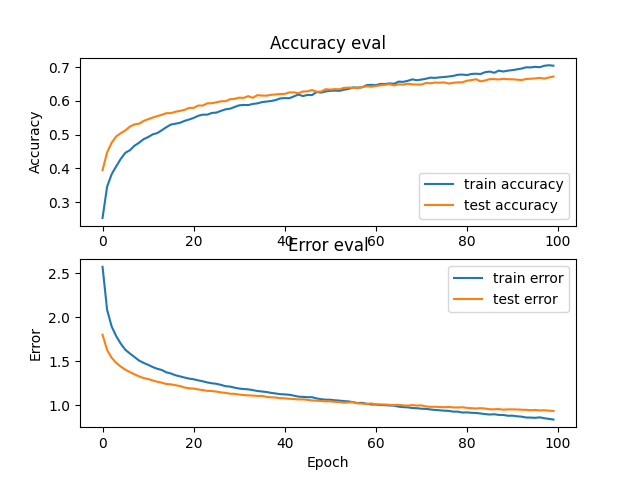 Accuracy eval
0.7
0.6
0.5
0.4
0.3
Accuracy
train accuracy
test accuracy
0 20 40 60 80 100
Error eval
2.5
2.0
1.5
1.0
Error
train error
test error
0 20 40 60 80 100
Epoch